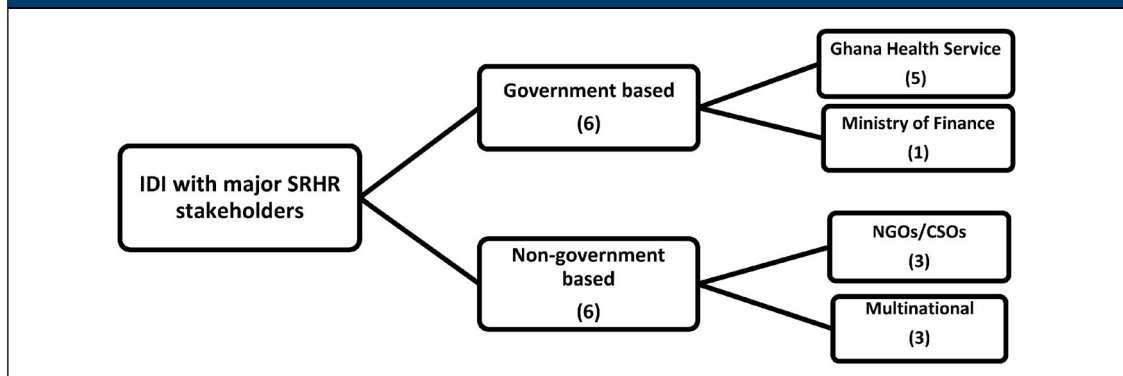 IDI with major SRHR
stakeholders
Government based
(6)
Ghana Health Service
(5)
Ministry of Finance
(1)
Non-government
based
(6)
NGOs/CSOs
(3)
Multinational
(3)